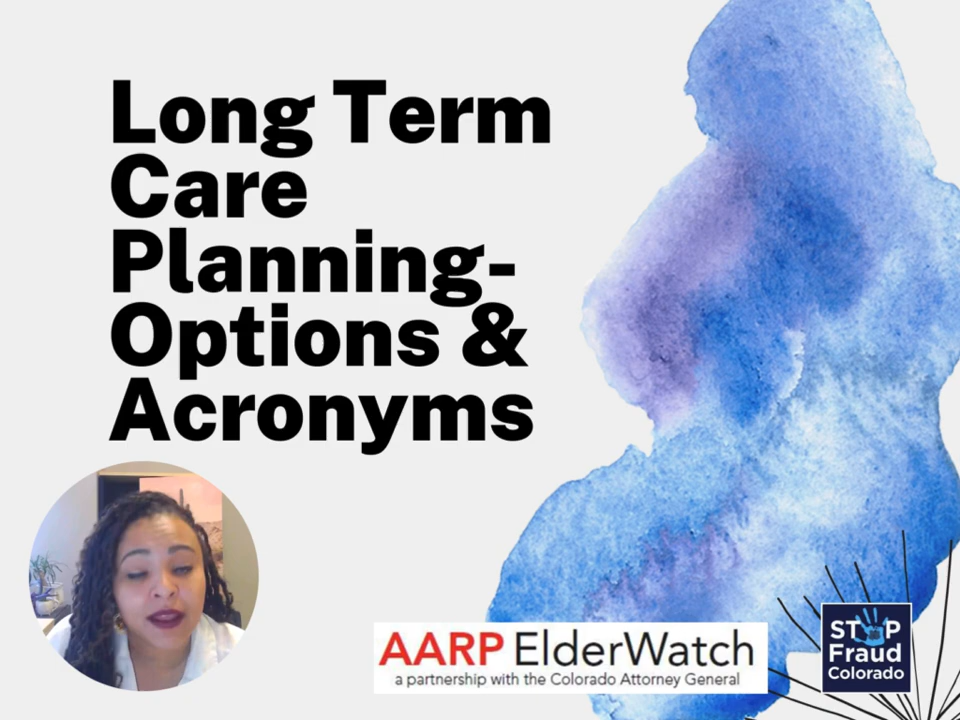 Long Term
Care
Planning-
Options &
Acronyms
AARP ElderWatch
a partnership with the Colorado Attorney General
STOP
Fraud
Colorado